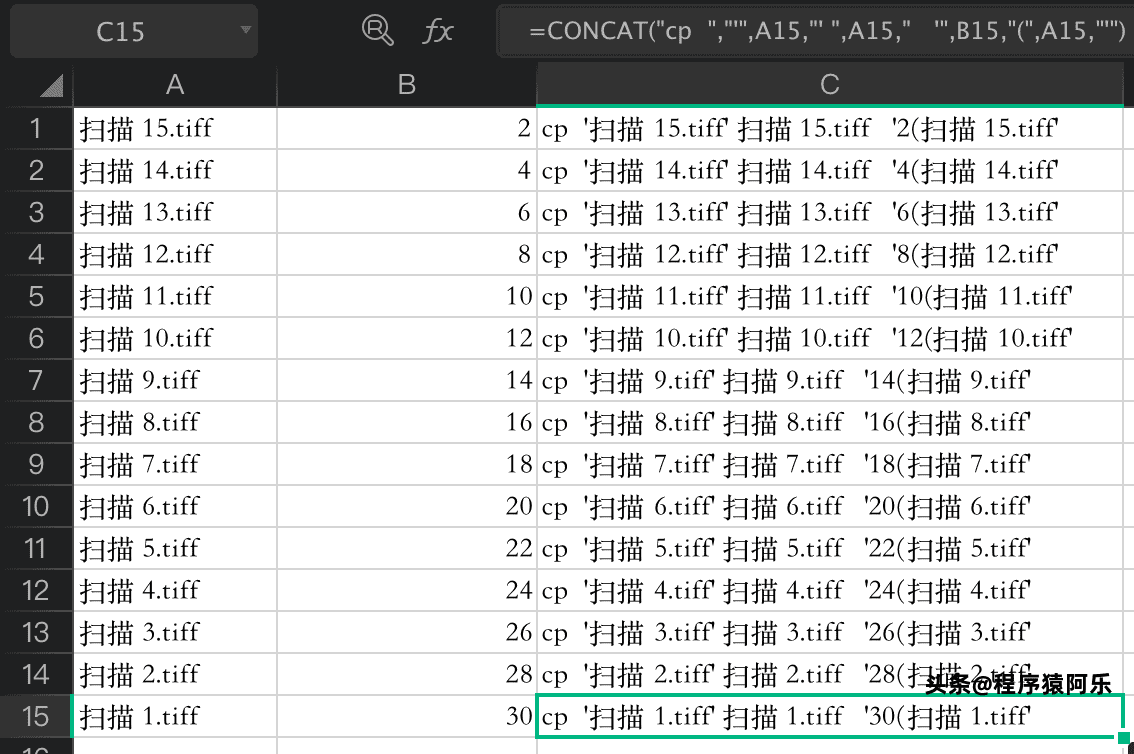 C15 fx =CONCAT("cp  ","'",A15,"' ",A15,"   '",B15,"(",A15,"'")
A B C
1 扫描 15.tiff 2 cp  '扫描 15.tiff' 扫描 15.tiff   '2(扫描 15.tiff'
2 扫描 14.tiff 4 cp  '扫描 14.tiff' 扫描 14.tiff   '4(扫描 14.tiff'
3 扫描 13.tiff 6 cp  '扫描 13.tiff' 扫描 13.tiff   '6(扫描 13.tiff'
4 扫描 12.tiff 8 cp  '扫描 12.tiff' 扫描 12.tiff   '8(扫描 12.tiff'
5 扫描 11.tiff 10 cp  '扫描 11.tiff' 扫描 11.tiff   '10(扫描 11.tiff'
6 扫描 10.tiff 12 cp  '扫描 10.tiff' 扫描 10.tiff   '12(扫描 10.tiff'
7 扫描 9.tiff 14 cp  '扫描 9.tiff' 扫描 9.tiff   '14(扫描 9.tiff'
8 扫描 8.tiff 16 cp  '扫描 8.tiff' 扫描 8.tiff   '16(扫描 8.tiff'
9 扫描 7.tiff 18 cp  '扫描 7.tiff' 扫描 7.tiff   '18(扫描 7.tiff'
10 扫描 6.tiff 20 cp  '扫描 6.tiff' 扫描 6.tiff   '20(扫描 6.tiff'
11 扫描 5.tiff 22 cp  '扫描 5.tiff' 扫描 5.tiff   '22(扫描 5.tiff'
12 扫描 4.tiff 24 cp  '扫描 4.tiff' 扫描 4.tiff   '24(扫描 4.tiff'
13 扫描 3.tiff 26 cp  '扫描 3.tiff' 扫描 3.tiff   '26(扫描 3.tiff'
14 扫描 2.tiff 28 cp  '扫描 2.tiff' 扫描 2.tiff   '28(扫描 2.tiff'
头条@程序猿阿乐
15 扫描 1.tiff 30 cp  '扫描 1.tiff' 扫描 1.tiff   '30(扫描 1.tiff'